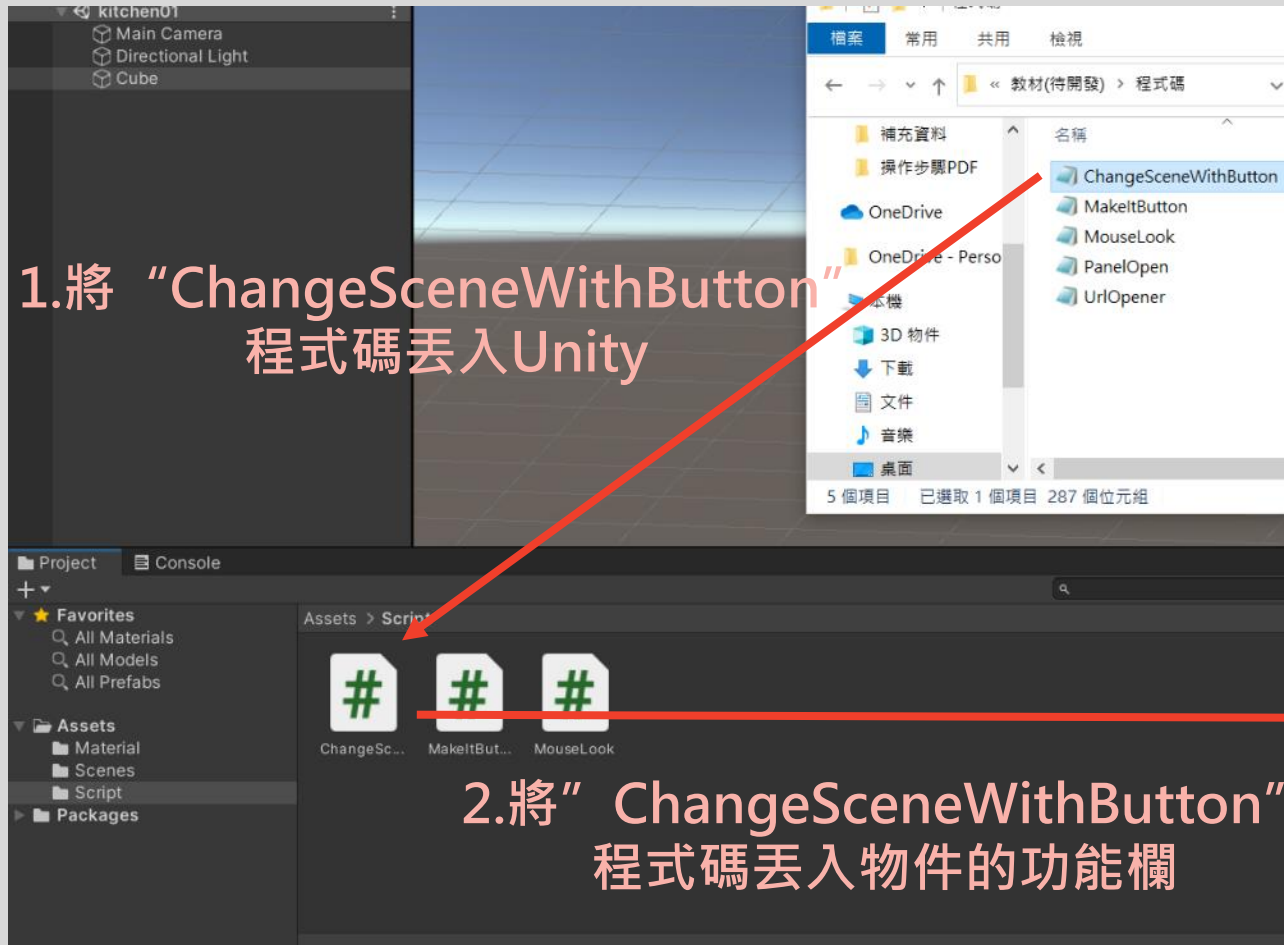 kitchen01
Main Camera
Directional Light
Cube
檔案 常用 共用 檢視
« 教材(待開發) > 程式碼
補充資料
操作步驟PDF
OneDrive
OneDrive - Perso
本機
3D 物件
下載
文件
音樂
桌面
名稱
ChangeSceneWithButton
MakeItButton
MouseLook
PanelOpen
UrlOpener
5 個項目 已選取 1 個項目 287 個位元組
1.將“ChangeSceneWithButton”
程式碼丟入Unity
Project Console
Favorites
All Materials
All Models
All Prefabs
Assets
Material
Scenes
Script
Packages
Assets > Script
ChangeSc... MakeItBut... MouseLook
2.將”ChangeSceneWithButton”
程式碼丟入物件的功能欄